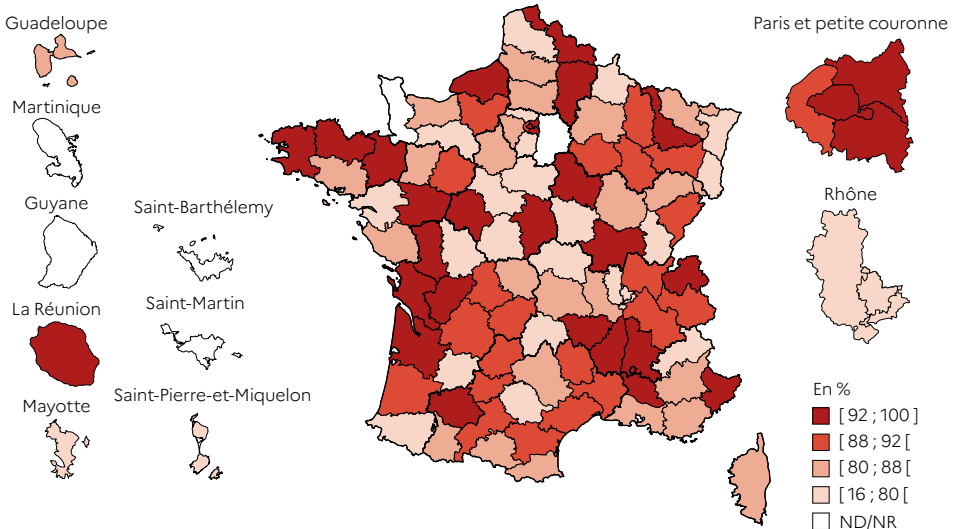 Guadeloupe
Martinique
Guyane
La Réunion
Mayotte
Saint-Barthélemy
Saint-Martin
Saint-Pierre-et-Miquelon
Paris et petite couronne
Rhône
En %
[ 92 ; 100 ]
[ 88 ; 92 [
[ 80 ; 88 [
[ 16 ; 80 [
ND/NR